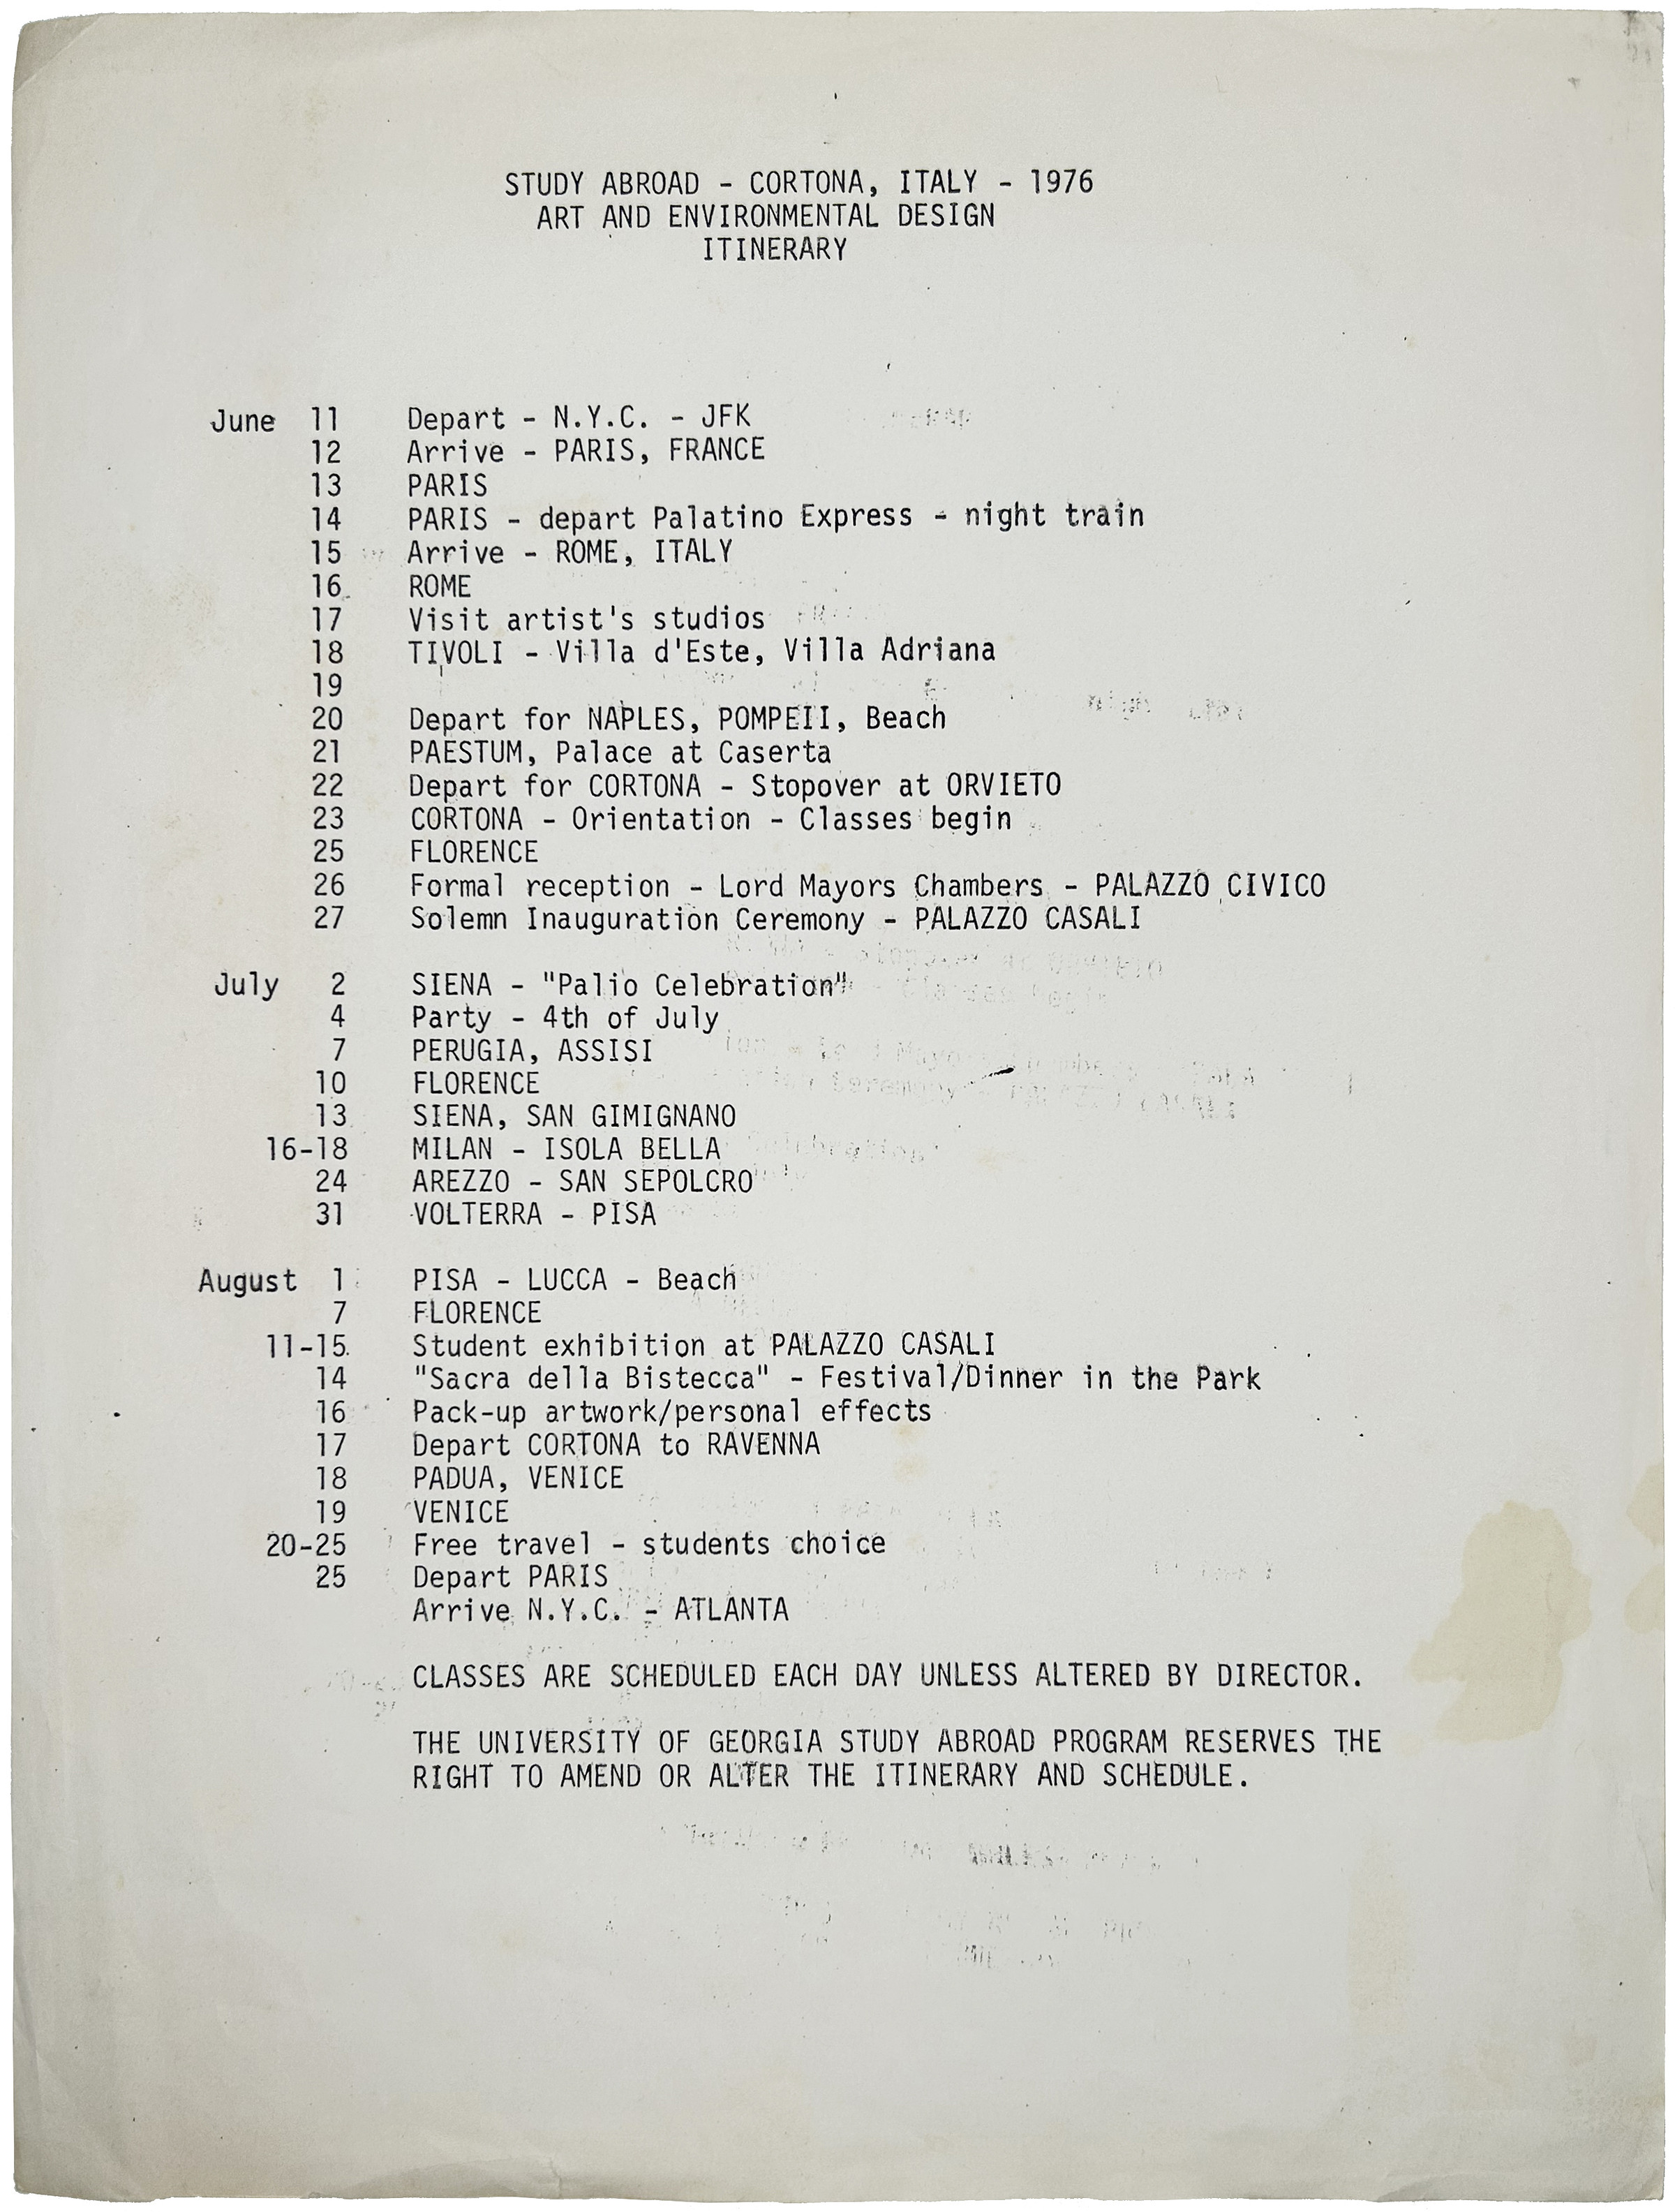 STUDY ABROAD - CORTONA, ITALY - 1976
ART AND ENVIRONMENTAL DESIGN
ITINERARY
June 11 Depart - N.Y.C. - JFK
12 Arrive - PARIS, FRANCE
13 PARIS
14 PARIS - depart Palatino Express - night train
15 Arrive - ROME, ITALY
16 ROME
17 Visit artist's studios
18 TIVOLI - Villa d'Este, Villa Adriana
19
20 Depart for NAPLES, POMPEII, Beach
21 PAESTUM, Palace at Caserta
22 Depart for CORTONA - Stopover at ORVIETO
23 CORTONA - Orientation - Classes begin
25 FLORENCE
26 Formal reception - Lord Mayors Chambers - PALAZZO CIVICO
27 Solemn Inauguration Ceremony - PALAZZO CASALI
July 2 SIENA - "Palio Celebration"
4 Party - 4th of July
7 PERUGIA, ASSISI
10 FLORENCE
13 SIENA, SAN GIMIGNANO
16-18 MILAN - ISOLA BELLA
24 AREZZO - SAN SEPOLCRO
31 VOLTERRA - PISA
August 1 PISA - LUCCA - Beach
7 FLORENCE
11-15 Student exhibition at PALAZZO CASALI
14 "Sacra della Bistecca" - Festival/Dinner in the Park
16 Pack-up artwork/personal effects
17 Depart CORTONA to RAVENNA
18 PADUA, VENICE
19 VENICE
20-25 Free travel - students choice
25 Depart PARIS
Arrive N.Y.C. - ATLANTA
CLASSES ARE SCHEDULED EACH DAY UNLESS ALTERED BY DIRECTOR.
THE UNIVERSITY OF GEORGIA STUDY ABROAD PROGRAM RESERVES THE
RIGHT TO AMEND OR ALTER THE ITINERARY AND SCHEDULE.